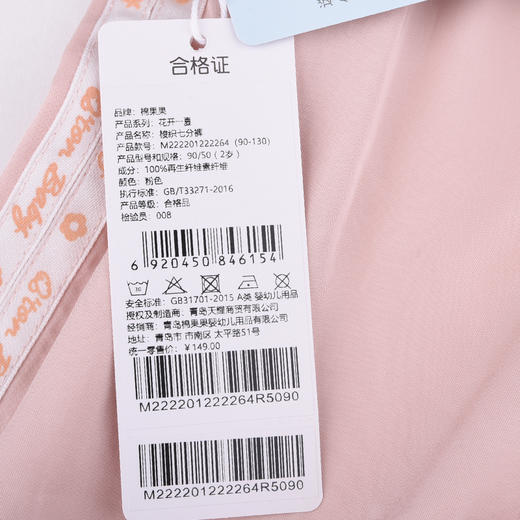 合格证
品牌：棉果果
产品系列：花开一夏
产品名称：梭织七分裤
产品款号：M222201222264（90-130）
产品型号和规格：90/50（2岁）
成分：100%再生纤维素纤维
颜色：粉色
执行标准：GB/T33271-2016
产品等级：合格品
检验员：008
6 920450 846154
安全标准：GB31701-2015 A类 婴幼儿用品
授权及制造商：青岛天辉商贸有限公司
经销商：青岛棉果果婴幼儿用品有限公司
地址：青岛市 市南区 太平路51号
统一零售价：￥149.00
M222201222264R5090
M222201222264R5090
O'ton Baby
O'ton B